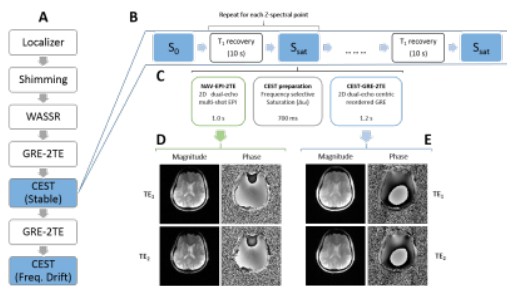 A
Localizer
Shimming
WASSR
GRE-2TE
CEST
(Stable)
GRE-2TE
CEST
(Freq. Drift)
B
Repeat for each Z-spectral point
S0
T1 recovery
(10 s)
Ssat
... ...
T1 recovery
(10 s)
Ssat
C
NAV-EPI-2TE
2D dual-echo
multi-shot EPI
1.0 s
CEST preparation
Frequency selective
Saturation [Δω]
700 ms
CEST-GRE-2TE
2D dual-echo-centric
reordered GRE
1.2 s
D
Magnitude
Phase
TE1
TE2
E
Magnitude
Phase
TE1
TE2